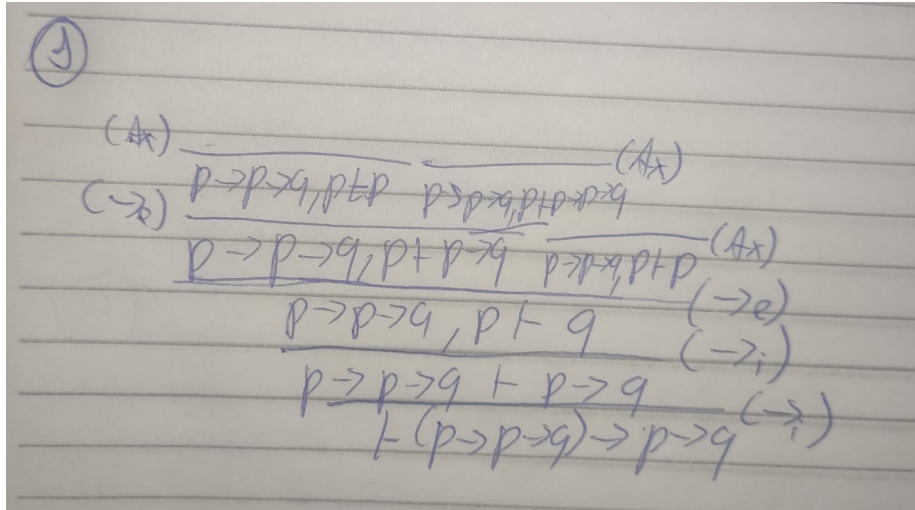 1
(Ax) (Ax)
p→p→q, p ⊢ p p→p→q, p ⊢ p→p→q
(→e)
p→p→q, p ⊢ p→q p→p→q, p ⊢ p (Ax)
(→e)
p→p→q, p ⊢ q
(→i)
p→p→q ⊢ p→q
(→i)
⊢ (p→p→q)→p→q